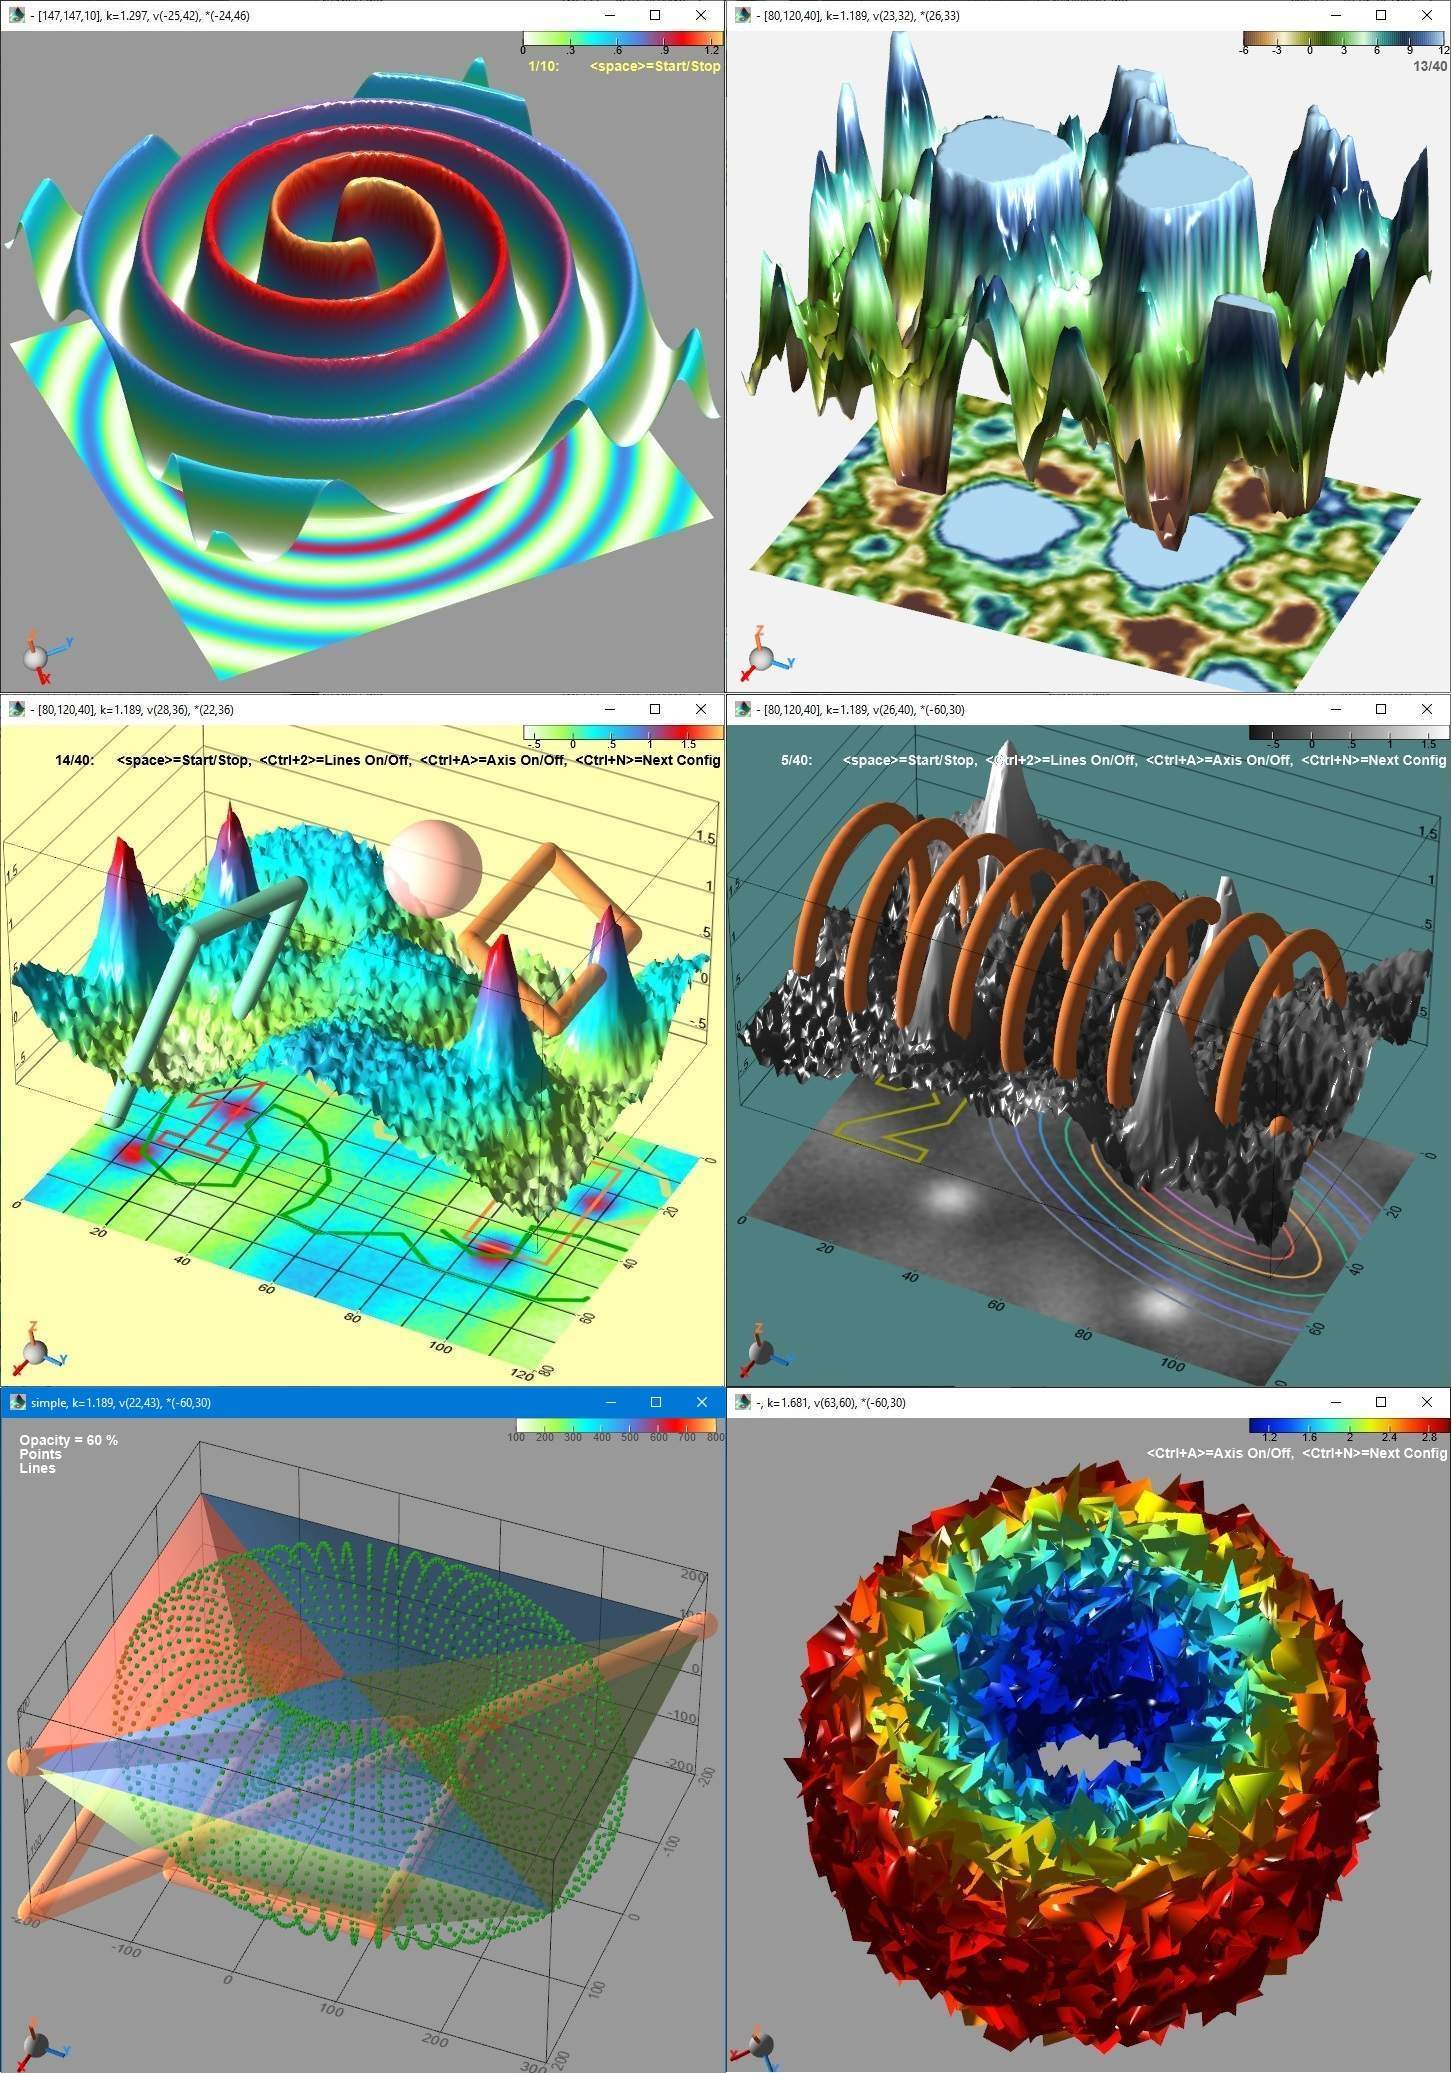 - [147,147,10], k=1.297, v(-25,42), *(-24,46)
0 .3 .6 .9 1.2
1/10: <space>=Start/Stop
Z
Y
X
- [80,120,40], k=1.189, v(23,32), *(26,33)
-6 -3 0 3 6 9 12
13/40
Z
Y
X
- [80,120,40], k=1.189, v(28,36), *(22,36)
-.5 0 .5 1 1.5
14/40: <space>=Start/Stop, <Ctrl+2>=Lines On/Off, <Ctrl+A>=Axis On/Off, <Ctrl+N>=Next Config
1.5
1
.5
0
-.5
1.5
1
.5
0
-.5
0
20
40
60
80
100
120
0
20
40
60
80
Z
Y
X
- [80,120,40], k=1.189, v(26,40), *(-60,30)
-.5 0 .5 1 1.5
5/40: <space>=Start/Stop, <Ctrl+2>=Lines On/Off, <Ctrl+A>=Axis On/Off, <Ctrl+N>=Next Config
1.5
1
.5
0
20
40
60
80
100
0
20
40
60
80
Z
Y
X
simple, k=1.189, v(22,43), *(-60,30)
100 200 300 400 500 600 700 800
Opacity = 60 %
Points
Lines
200
100
0
-100
-200
-200
-100
0
100
200
-200
-100
0
100
200
300
Z
Y
X
-, k=1.681, v(63,60), *(-60,30)
1.2 1.6 2 2.4 2.8
<Ctrl+A>=Axis On/Off, <Ctrl+N>=Next Config
Z
Y
X